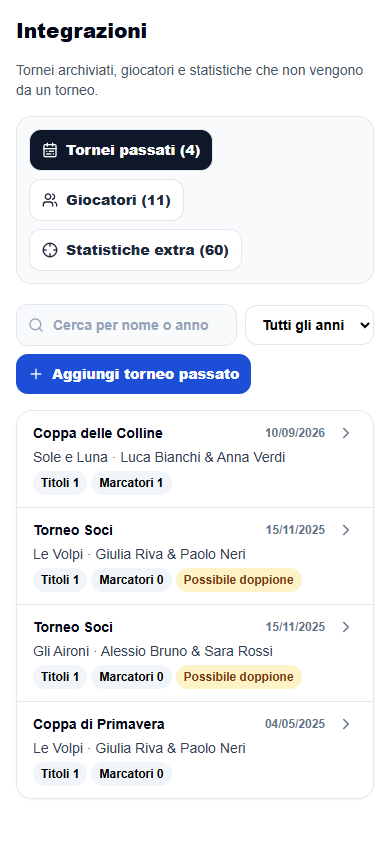 Integrazioni
Tornei archiviati, giocatori e statistiche che non vengono
da un torneo.
Tornei passati (4)
Giocatori (11)
Statistiche extra (60)
Cerca per nome o anno
Tutti gli anni
Aggiungi torneo passato
Coppa delle Colline 10/09/2026
Sole e Luna · Luca Bianchi & Anna Verdi
Titoli 1 Marcatori 1
Torneo Soci 15/11/2025
Le Volpi · Giulia Riva & Paolo Neri
Titoli 1 Marcatori 0 Possibile doppione
Torneo Soci 15/11/2025
Gli Aironi · Alessio Bruno & Sara Rossi
Titoli 1 Marcatori 0 Possibile doppione
Coppa di Primavera 04/05/2025
Le Volpi · Giulia Riva & Paolo Neri
Titoli 1 Marcatori 0